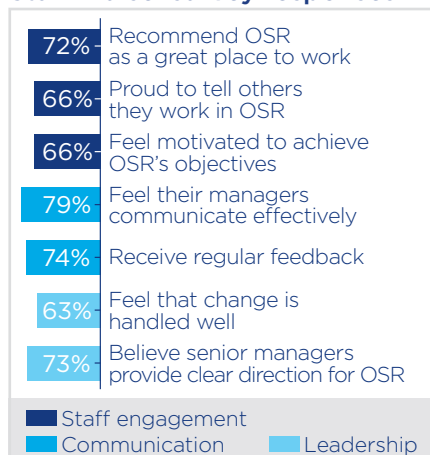 72% Recommend OSR
as a great place to work
66% Proud to tell others
they work in OSR
66% Feel motivated to achieve
OSR's objectives
79% Feel their managers
communicate effectively
74% Receive regular feedback
63% Feel that change is
handled well
73% Believe senior managers
provide clear direction for OSR
Staff engagement
Communication Leadership